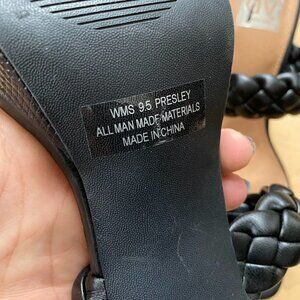 WMS 9.5 PRESLEY
ALL MAN MADE MATERIALS
MADE IN CHINA